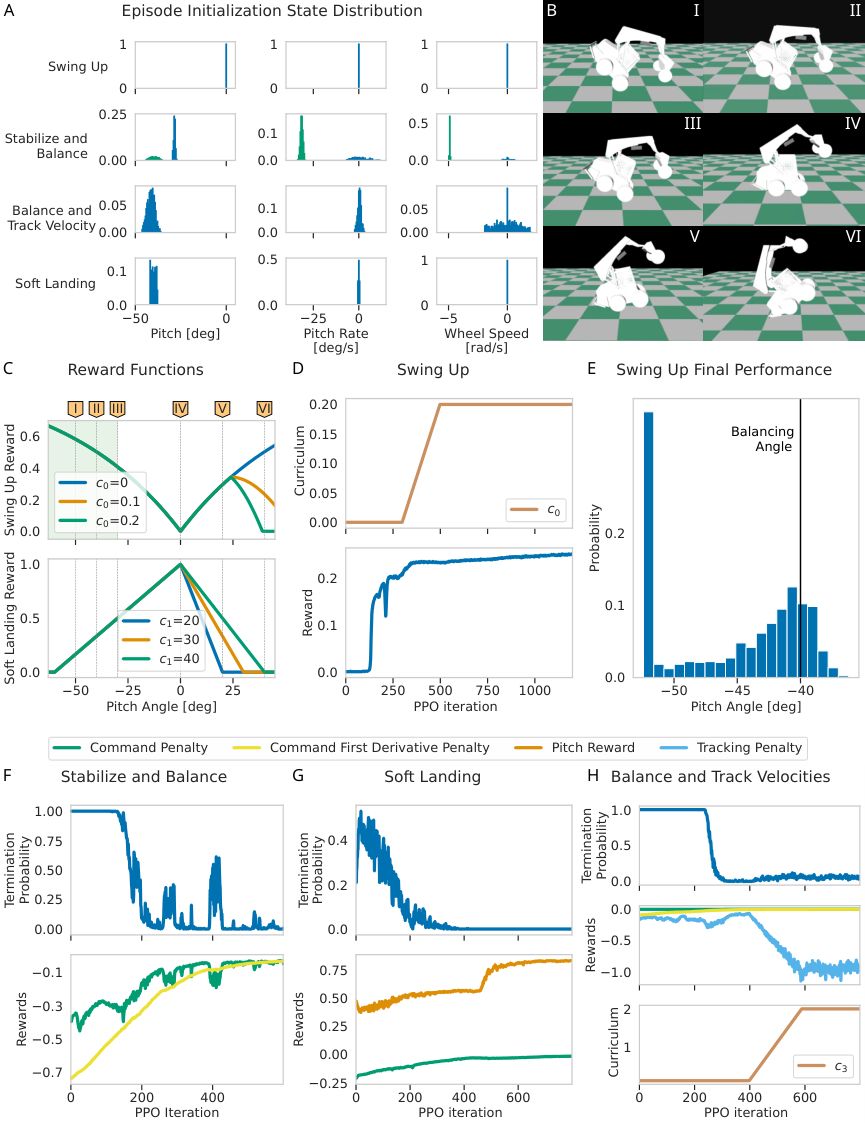 A
Episode Initialization State Distribution
Swing Up
1
0
1
0
1
0
Stabilize and
Balance
0.25
0.00
0.1
0.0
0.5
0.0
Balance and
Track Velocity
0.05
0.00
0.1
0.0
0.05
0.00
Soft Landing
0.1
0.0
0.5
0.0
1
0
−50 0
Pitch [deg]
−25 0
Pitch Rate
[deg/s]
−5 0
Wheel Speed
[rad/s]
B
I
II
III
IV
V
VI
C
Reward Functions
I II III IV V VI
Swing Up Reward
0.6
0.4
0.2
0.0
c0=0
c0=0.1
c0=0.2
Soft Landing Reward
1.0
0.5
0.0
c1=20
c1=30
c1=40
−50 −25 0 25
Pitch Angle [deg]
D
Swing Up
Curriculum
0.20
0.15
0.10
0.05
0.00
c0
Reward
0.2
0.1
0.0
0 250 500 750 1000
PPO iteration
E
Swing Up Final Performance
Balancing
Angle
Probability
0.2
0.1
0.0
−50 −45 −40
Pitch Angle [deg]
Command Penalty
Command First Derivative Penalty
Pitch Reward
Tracking Penalty
F
Stabilize and Balance
Termination
Probability
1.00
0.75
0.50
0.25
0.00
Rewards
−0.1
−0.3
−0.5
−0.7
0 200 400
PPO Iteration
G
Soft Landing
Termination
Probability
0.4
0.2
0.0
Rewards
0.75
0.50
0.00
−0.25
0 200 400 600
PPO iteration
H
Balance and Track Velocities
Termination
Probability
1.0
0.5
0.0
Rewards
0.0
−0.5
−1.0
Curriculum
2
1
c3
0 200 400 600
PPO iteration